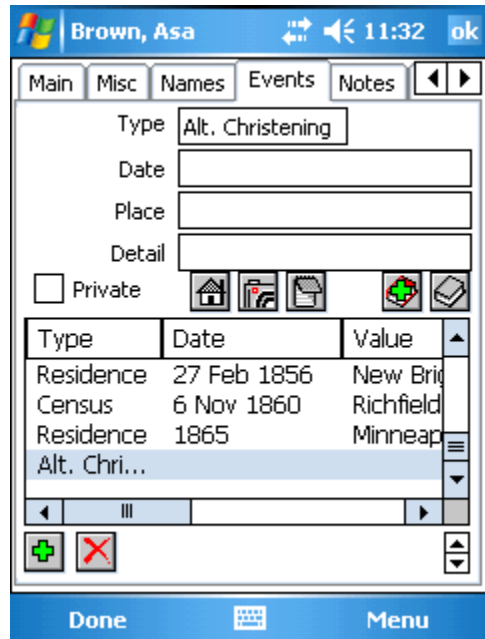 Brown, Asa 11:32 ok
Main Misc Names Events Notes
Type Alt. Christening
Date
Place
Detail
Private
Type Date Value
Residence 27 Feb 1856 New Brig
Census 6 Nov 1860 Richfield
Residence 1865 Minneap
Alt. Chri...
Done Menu